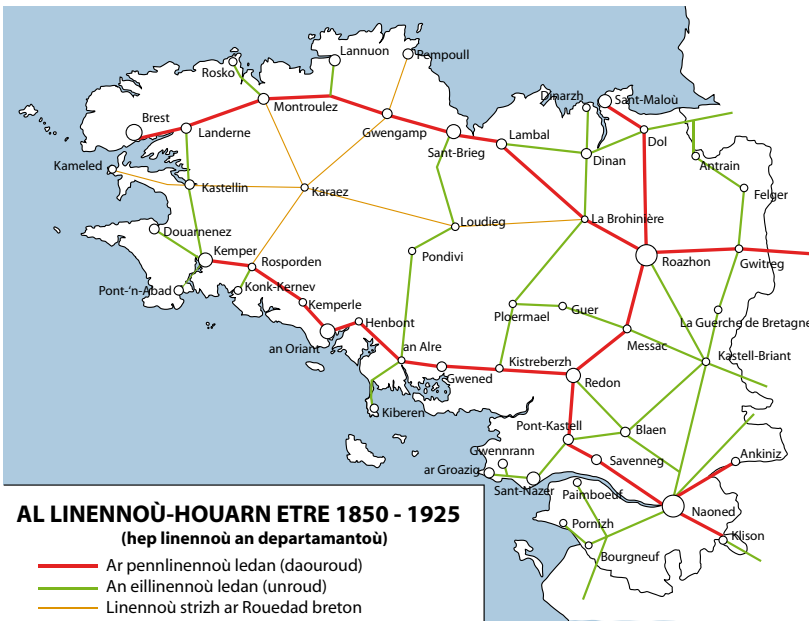 Lannuon
Pempoull
Rosko
Montroulez
Dinarzh
Sant-Maloù
Brest
Landerne
Gwengamp
Sant-Brieg
Lambal
Dol
Kameled
Dinan
Antrain
Kastellin
Karaez
Felger
Loudieg
La Brohinière
Douarnenez
Kemper
Rosporden
Pondivi
Roazhon
Gwitreg
Pont-'n-Abad
Konk-Kernev
Kemperle
Henbont
Ploermael
Guer
La Guerche de Bretagne
an Oriant
an Alre
Messac
Kastell-Briant
Gwened
Kistreberzh
Redon
Kiberen
Pont-Kastell
Blaen
Gwennrann
Savenneg
Ankiniz
ar Groazig
Sant-Nazer
Paimboeuf
Naoned
Pornizh
Klison
Bourgneuf
AL LINENNOÙ-HOUARN ETRE 1850 - 1925
(hep linennoù an departamantoù)
Ar pennlinennoù ledan (daouroud)
An eillinennoù ledan (unroud)
Linennoù strizh ar Rouedad breton